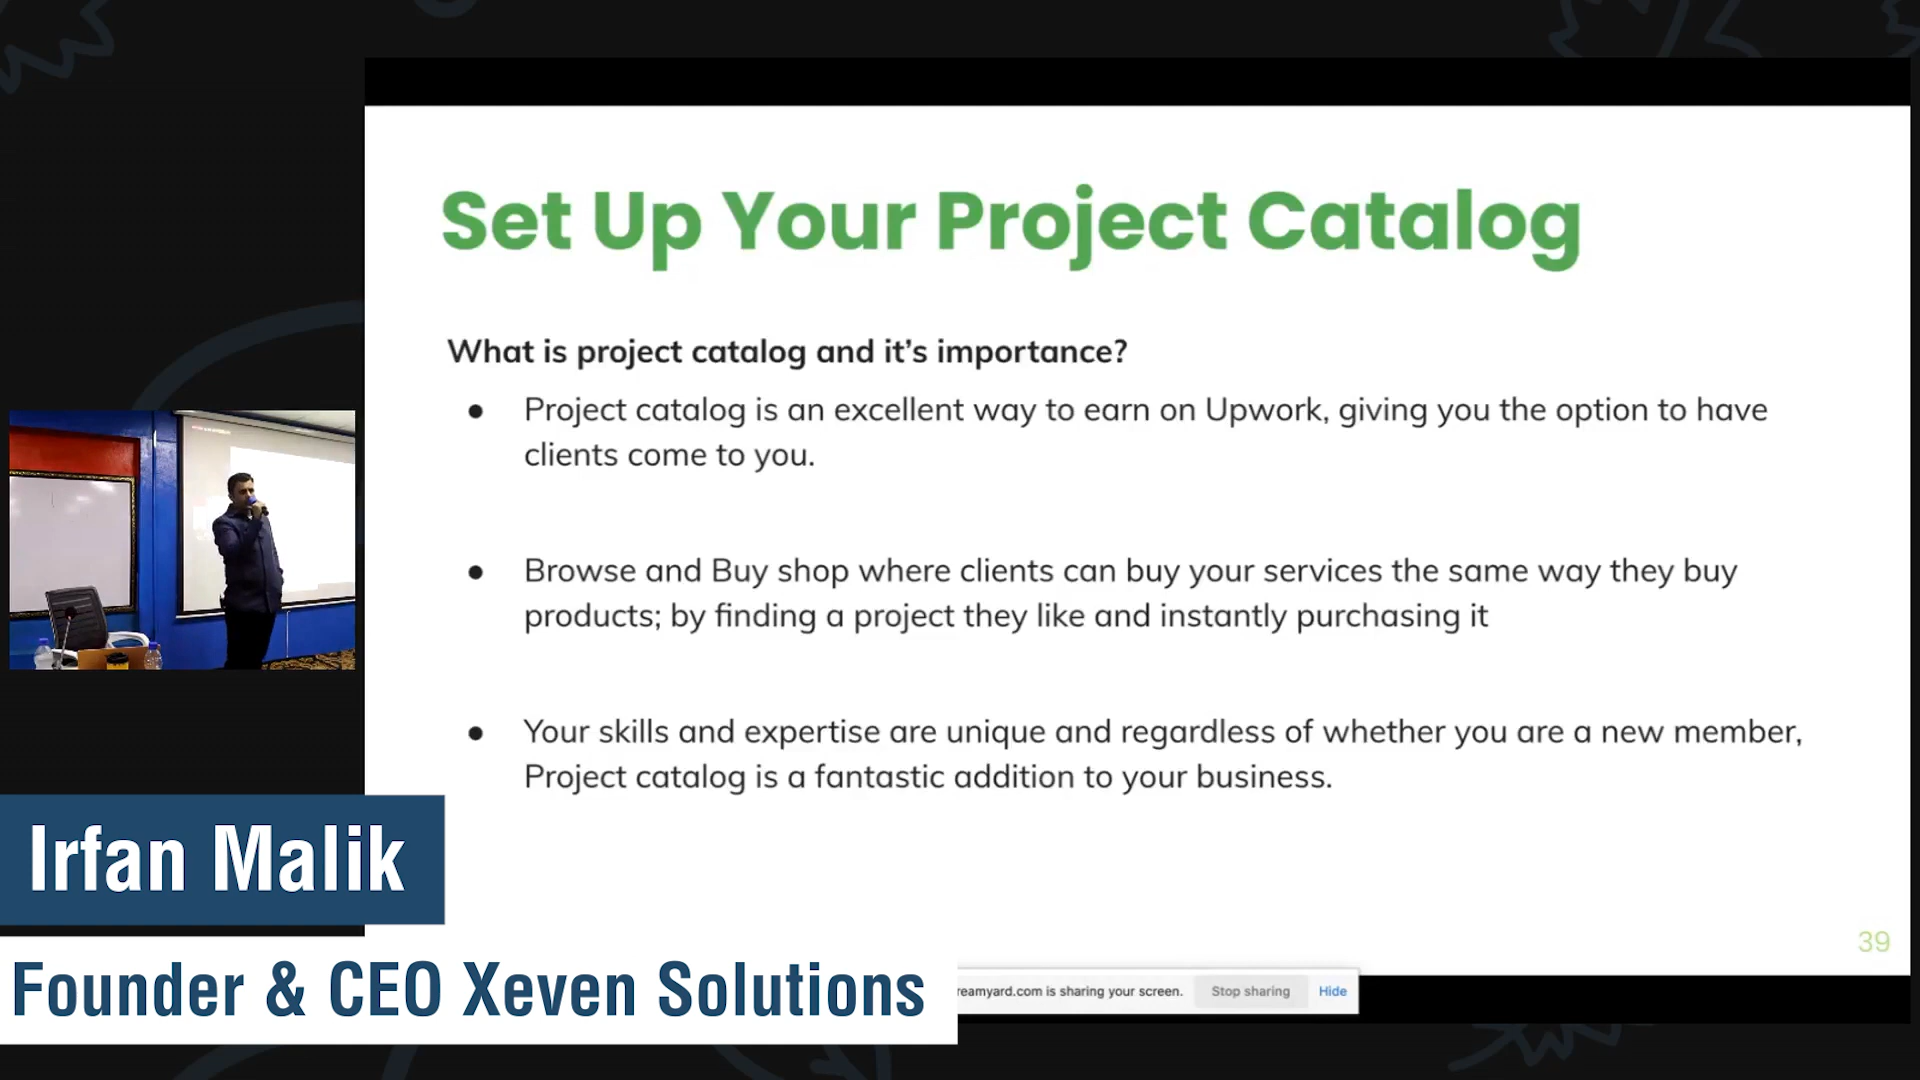 Set Up Your Project Catalog
What is project catalog and it's importance?
● Project catalog is an excellent way to earn on Upwork, giving you the option to have
clients come to you.
● Browse and Buy shop where clients can buy your services the same way they buy
products; by finding a project they like and instantly purchasing it
● Your skills and expertise are unique and regardless of whether you are a new member,
Project catalog is a fantastic addition to your business.
39
Irfan Malik
Founder & CEO Xeven Solutions
reamyard.com is sharing your screen. Stop sharing Hide